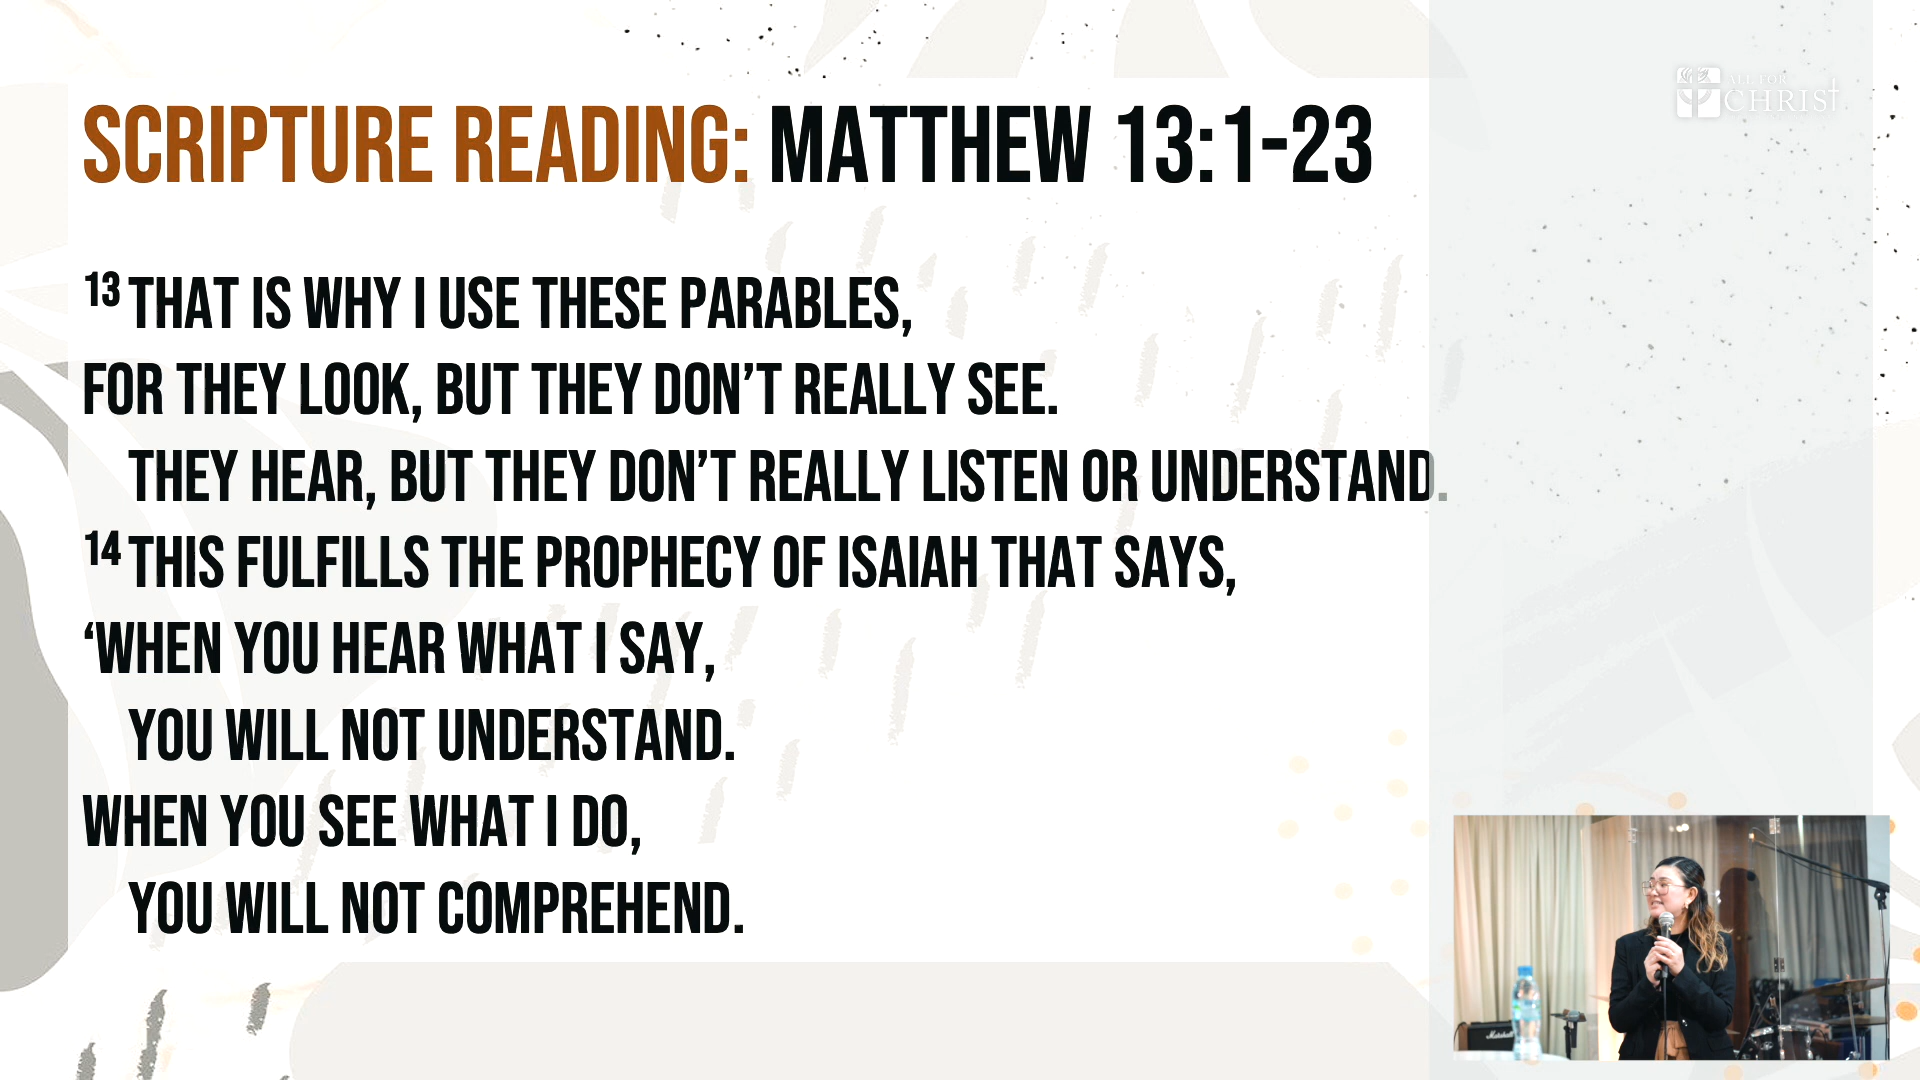 SCRIPTURE READING: MATTHEW 13:1-23
ALL FOR
CHRIST
13 THAT IS WHY I USE THESE PARABLES,
FOR THEY LOOK, BUT THEY DON’T REALLY SEE.
THEY HEAR, BUT THEY DON’T REALLY LISTEN OR UNDERSTAND.
14 THIS FULFILLS THE PROPHECY OF ISAIAH THAT SAYS,
‘WHEN YOU HEAR WHAT I SAY,
YOU WILL NOT UNDERSTAND.
WHEN YOU SEE WHAT I DO,
YOU WILL NOT COMPREHEND.
Marshall